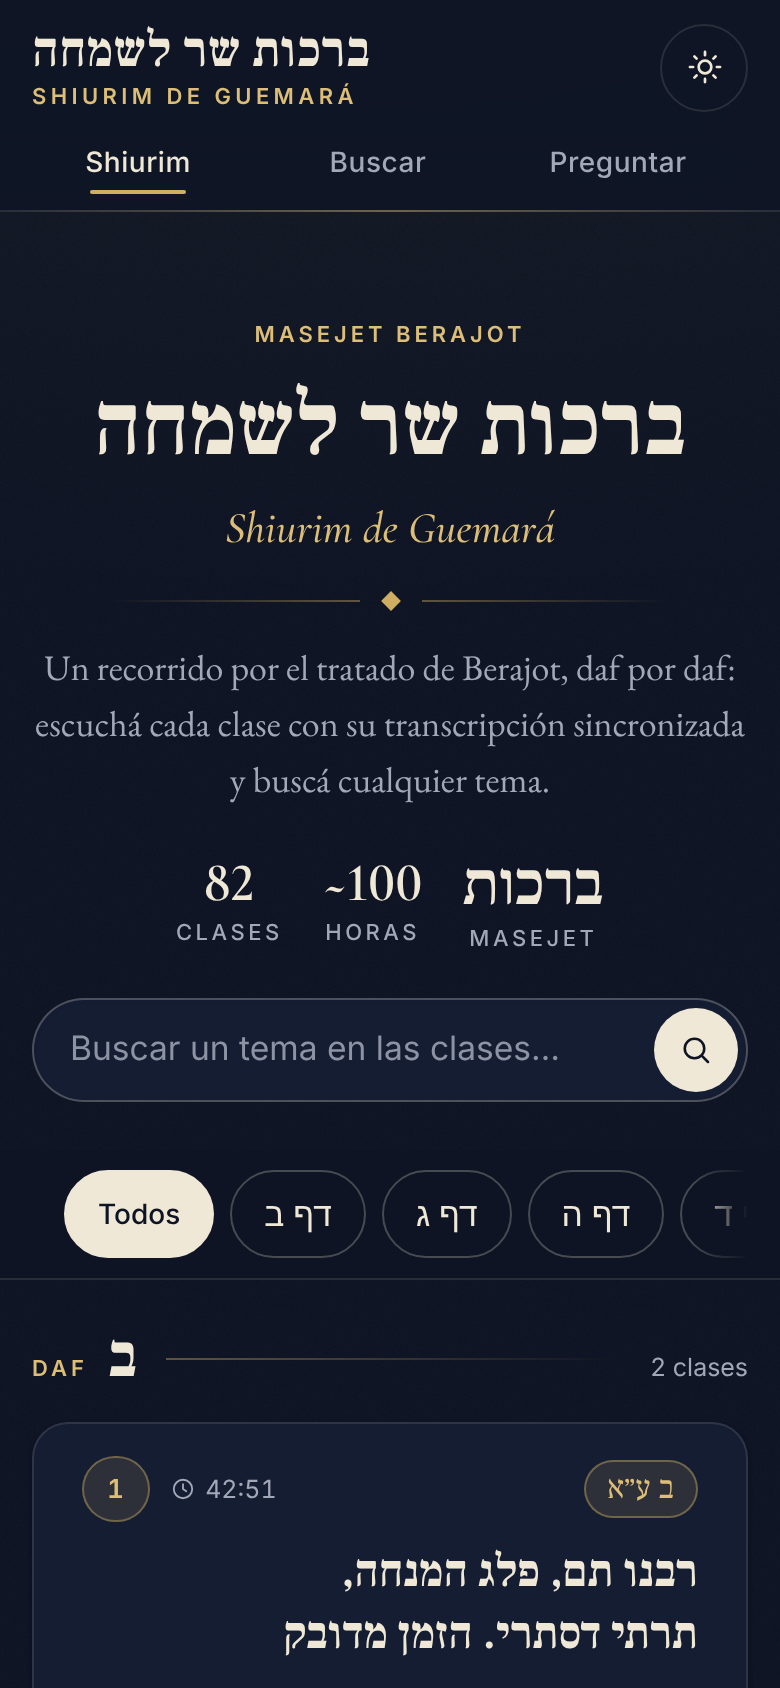 ברכות שר לשמחה
SHIURIM DE GUEMARÁ
Shiurim Buscar Preguntar
MASEJET BERAJOT
ברכות שר לשמחה
Shiurim de Guemará
Un recorrido por el tratado de Berajot, daf por daf:
escuchá cada clase con su transcripción sincronizada
y buscá cualquier tema.
82 ~100 ברכות
CLASES HORAS MASEJET
Buscar un tema en las clases...
Todos דף ב דף ג דף ה ד
DAF ב 2 clases
1 42:51 ב ע״א
רבנו תם, פלג המנחה,
תרתי דסתרי. הזמן מדובק